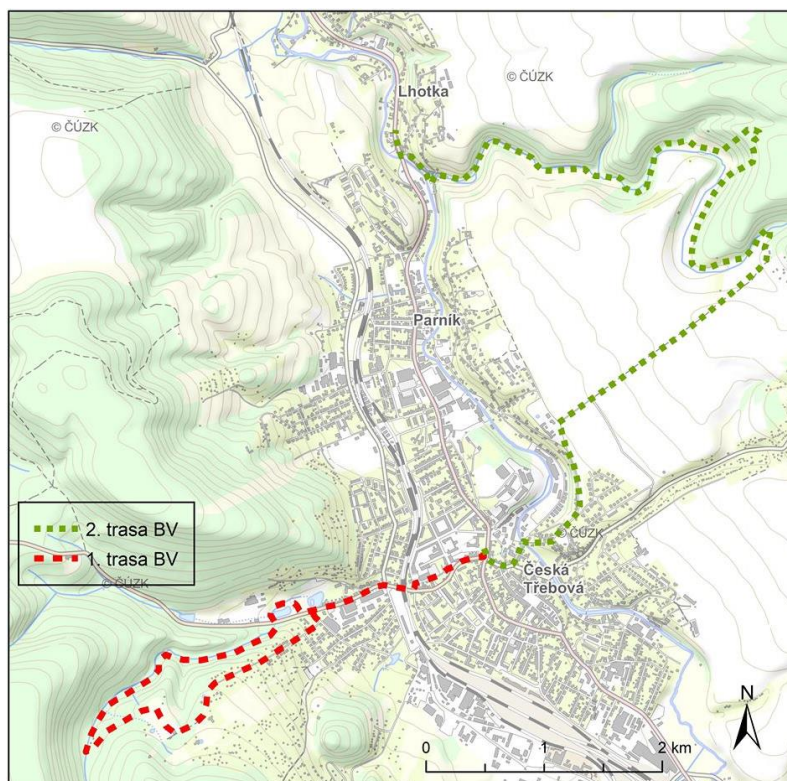 Lhotka
© ČÚZK
© ČÚZK
Parník
2. trasa BV
1. trasa BV
© ČÚZK
© ČÚZK
Česká
Třebová
N
0 1 2 km